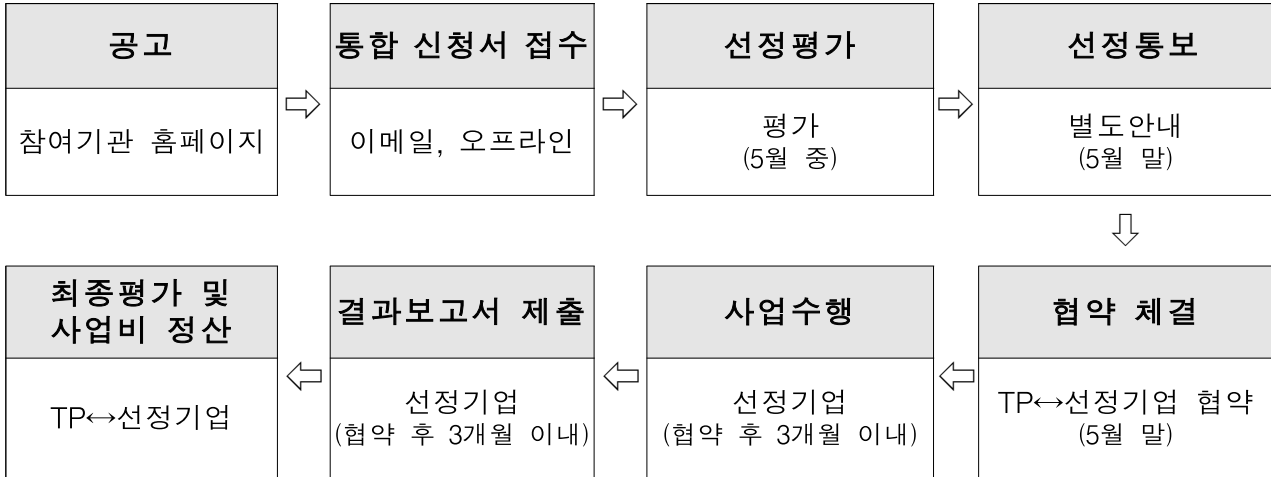 공고
참여기관 홈페이지
통합 신청서 접수
이메일, 오프라인
선정평가
평가
(5월 중)
선정통보
별도안내
(5월 말)
협약 체결
TP↔선정기업 협약
(5월 말)
사업수행
선정기업
(협약 후 3개월 이내)
결과보고서 제출
선정기업
(협약 후 3개월 이내)
최종평가 및
사업비 정산
TP↔선정기업